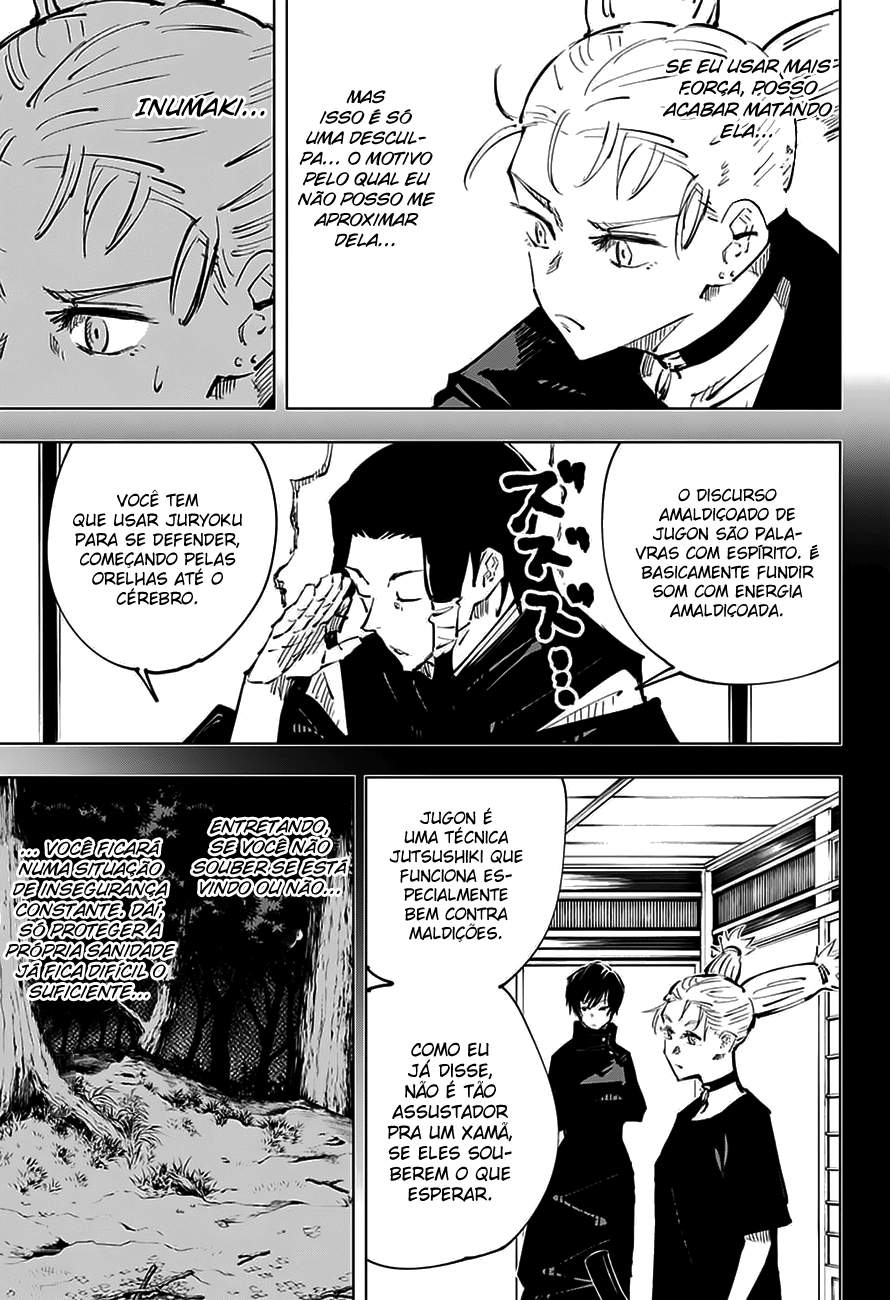 SE EU USAR MAIS
FORÇA, POSSO
ACABAR MATANDO
ELA...
MAS
ISSO É SÓ
UMA DESCUL-
PA... O MOTIVO
PELO QUAL EU
NÃO POSSO ME
APROXIMAR
DELA...
INUMAKI...
O DISCURSO
AMALDIÇOADO DE
JUGON SÃO PALA-
VRAS COM ESPÍRITO. É
BASICAMENTE FUNDIR
SOM COM ENERGIA
AMALDIÇOADA.
ズズズ...
VOCÊ TEM
QUE USAR JURYOKU
PARA SE DEFENDER,
COMEÇANDO PELAS
ORELHAS ATÉ O
CÉREBRO.
JUGON É
UMA TÉCNICA
JUTSUSHIKI QUE
FUNCIONA ES-
PECIALMENTE
BEM CONTRA
MALDIÇÕES.
COMO EU
JÁ DISSE,
NÃO É TÃO
ASSUSTADOR
PRA UM XAMÃ,
SE ELES SOU-
BEREM O QUE
ESPERAR.
ENTRETANDO,
SE VOCÊ NÃO
SOUBER SE ESTÁ
VINDO OU NÃO...
... VOCÊ FICARÁ
NUMA SITUAÇÃO
DE INSEGURANÇA
CONSTANTE. DAÍ,
SÓ PROTEGER A
PRÓPRIA SANIDADE
JÁ FICA DIFÍCIL O
SUFICIENTE...